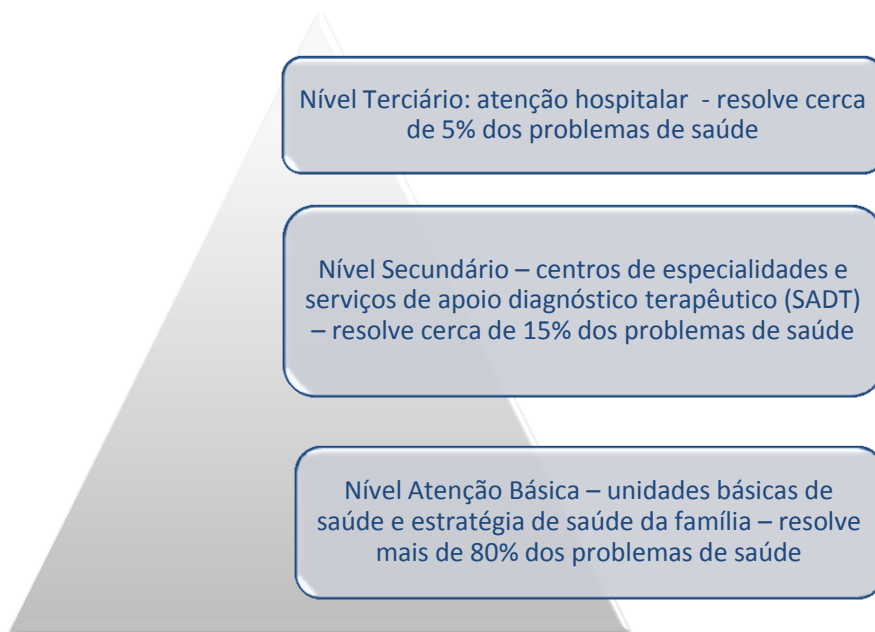 Nível Terciário: atenção hospitalar - resolve cerca
de 5% dos problemas de saúde
Nível Secundário – centros de especialidades e
serviços de apoio diagnóstico terapêutico (SADT)
– resolve cerca de 15% dos problemas de saúde
Nível Atenção Básica – unidades básicas de
saúde e estratégia de saúde da família – resolve
mais de 80% dos problemas de saúde